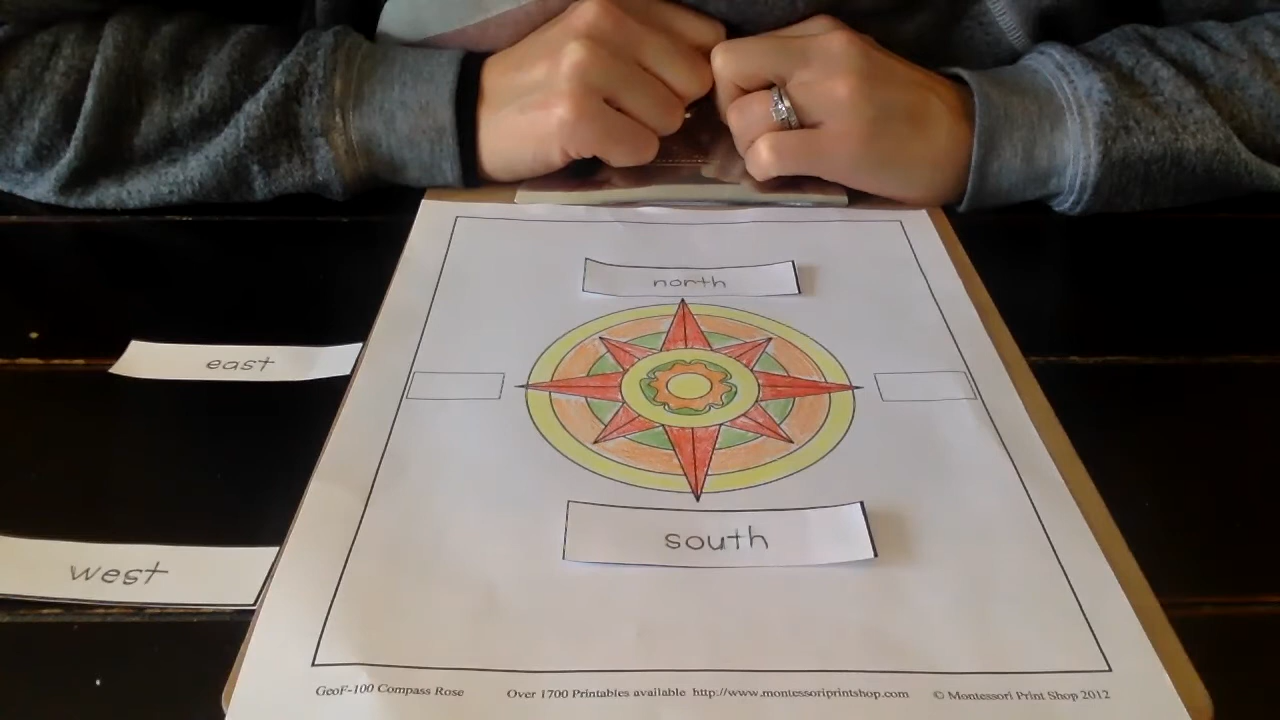 north
east
west
south
GeoF-100 Compass Rose
Over 1700 Printables available http://www.montessoriprintshop.com
© Montessori Print Shop 2012